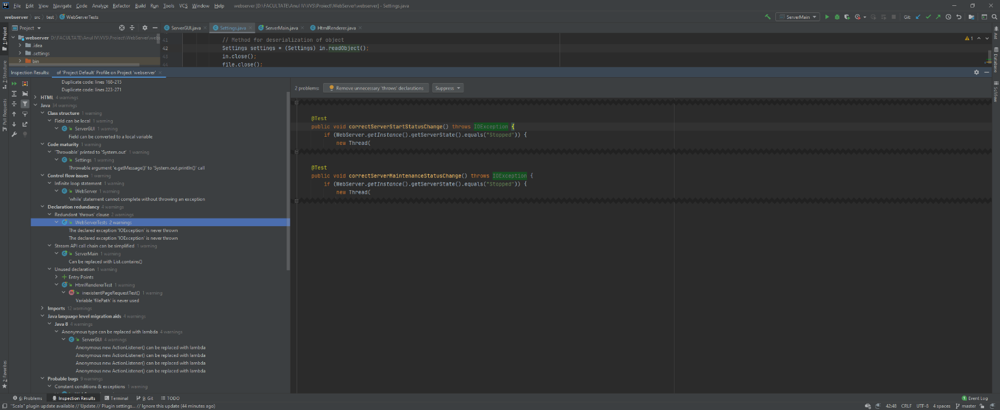 File Edit View Navigate Code Analyze Refactor Build Run Tools VCS Window Help webserver [D:\FACULTATE\Anul IV\VVS\Project\WebServer\webserver] - Settings.java
webserver src test WebServerTests
ServerMain
Git:
1: Project
Project
ServerGUI.java
Settings.java
ServerMain.java
HtmlRenderer.java
webserver D:\FACULTATE\Anul IV\VVS\Project\WebServer\webs
.idea
.settings
bin
41 // Method for deserialization of object
42 Settings settings = (Settings) in.readObject();
43 in.close();
44 file.close();
1
Ant
Database
SciView
Z: Structure
Pull Requests
2: Favorites
Inspection Results: of 'Project Default' Profile on Project 'webserver'
Duplicate code: lines 168-215
Duplicate code: lines 223-271
HTML 4 warnings
Java 34 warnings
Class structure 1 warning
Field can be local 1 warning
ServerGUI 1 warning
Field can be converted to a local variable
Code maturity 1 warning
'Throwable' printed to 'System.out' 1 warning
Settings 1 warning
Throwable argument 'e.getMessage()' to 'System.out.println()' call
Control flow issues 1 warning
Infinite loop statement 1 warning
WebServer 1 warning
'while' statement cannot complete without throwing an exception
Declaration redundancy 4 warnings
Redundant 'throws' clause 2 warnings
WebServerTests 2 warnings
The declared exception 'IOException' is never thrown
The declared exception 'IOException' is never thrown
Stream API call chain can be simplified 1 warning
ServerMain 1 warning
Can be replaced with List.contains()
Unused declaration 1 warning
Entry Points
HtmlRendererTest 1 warning
inexistentPageRequestTest() 1 warning
Variable 'filePath' is never used
Imports 12 warnings
Java language level migration aids 4 warnings
Java 8 4 warnings
Anonymous type can be replaced with lambda 4 warnings
ServerGUI 4 warnings
Anonymous new ActionListener() can be replaced with lambda
Anonymous new ActionListener() can be replaced with lambda
Anonymous new ActionListener() can be replaced with lambda
Anonymous new ActionListener() can be replaced with lambda
Probable bugs 9 warnings
Constant conditions & exceptions 1 warning
2 problems: Remove unnecessary 'throws' declarations Suppress
@Test
public void correctServerStartStatusChange() throws IOException {
if (WebServer.getInstance().getServerState().equals("Stopped")) {
new Thread(
@Test
public void correctServerMaintenanceStatusChange() throws IOException {
if (WebServer.getInstance().getServerState().equals("Stopped")) {
new Thread(
6: Problems Inspection Results Terminal 9: Git TODO
1 Event Log
"Scala" plugin update available // Update // Plugin settings... // Ignore this update (44 minutes ago)
42:48 CRLF UTF-8 4 spaces master